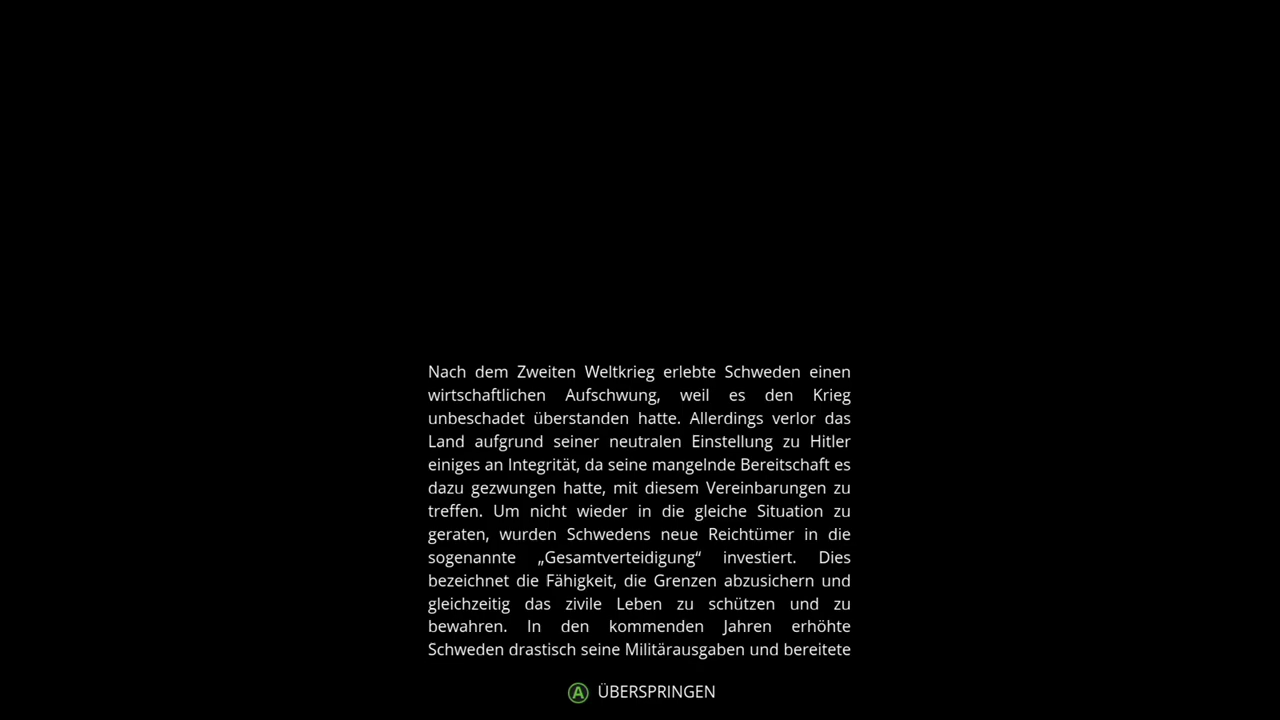 Nach dem Zweiten Weltkrieg erlebte Schweden einen
wirtschaftlichen Aufschwung, weil es den Krieg
unbeschadet überstanden hatte. Allerdings verlor das
Land aufgrund seiner neutralen Einstellung zu Hitler
einiges an Integrität, da seine mangelnde Bereitschaft es
dazu gezwungen hatte, mit diesem Vereinbarungen zu
treffen. Um nicht wieder in die gleiche Situation zu
geraten, wurden Schwedens neue Reichtümer in die
sogenannte „Gesamtverteidigung“ investiert. Dies
bezeichnet die Fähigkeit, die Grenzen abzusichern und
gleichzeitig das zivile Leben zu schützen und zu
bewahren. In den kommenden Jahren erhöhte
Schweden drastisch seine Militärausgaben und bereitete
A ÜBERSPRINGEN